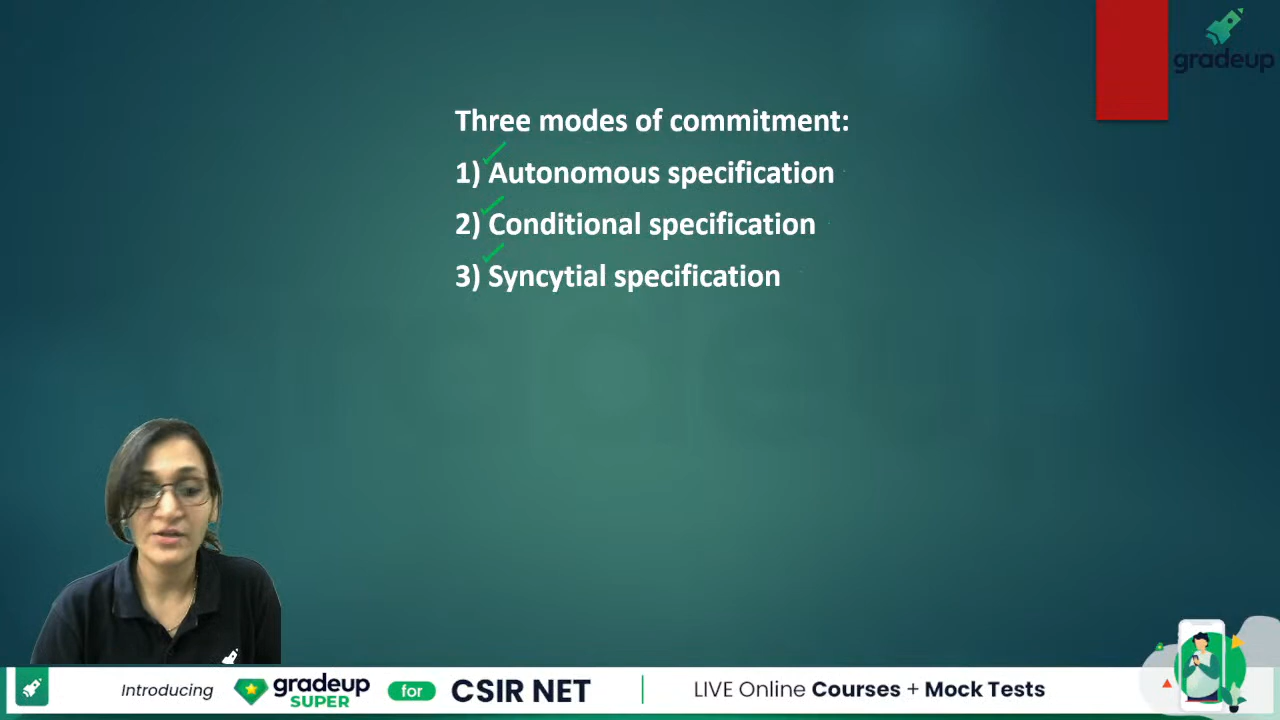 gradeup
Three modes of commitment:
1) Autonomous specification
2) Conditional specification
3) Syncytial specification
Introducing gradeup SUPER for CSIR NET LIVE Online Courses + Mock Tests